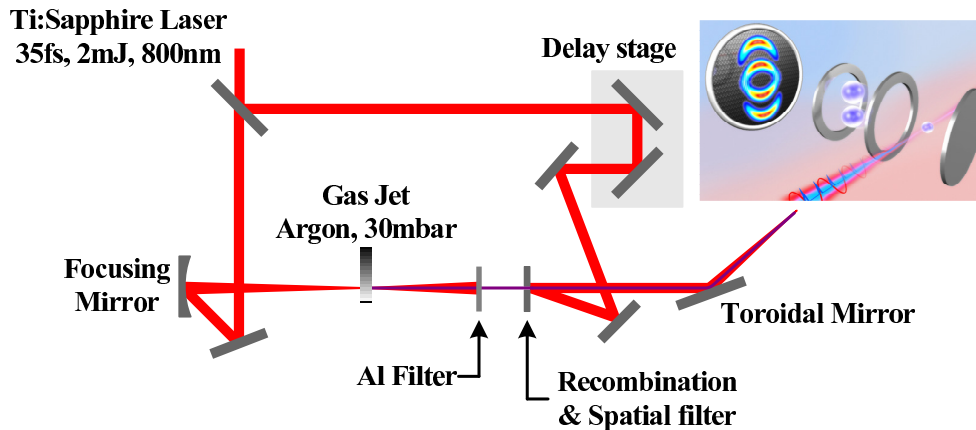 Ti:Sapphire Laser
35fs, 2mJ, 800nm
Delay stage
Gas Jet
Argon, 30mbar
Focusing
Mirror
Toroidal Mirror
Al Filter
Recombination
& Spatial filter